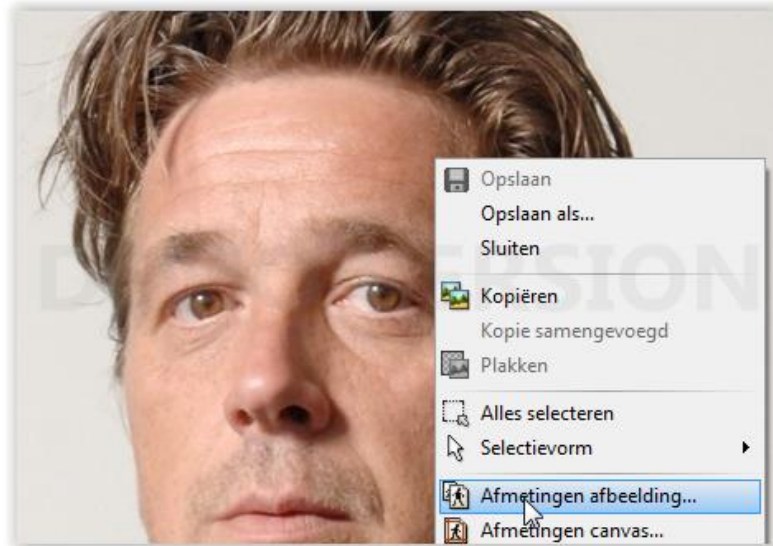 Opslaan
Opslaan als...
Sluiten
Kopiëren
Kopie samengevoegd
Plakken
Alles selecteren
Selectievorm
Afmetingen afbeelding...
Afmetingen canvas...